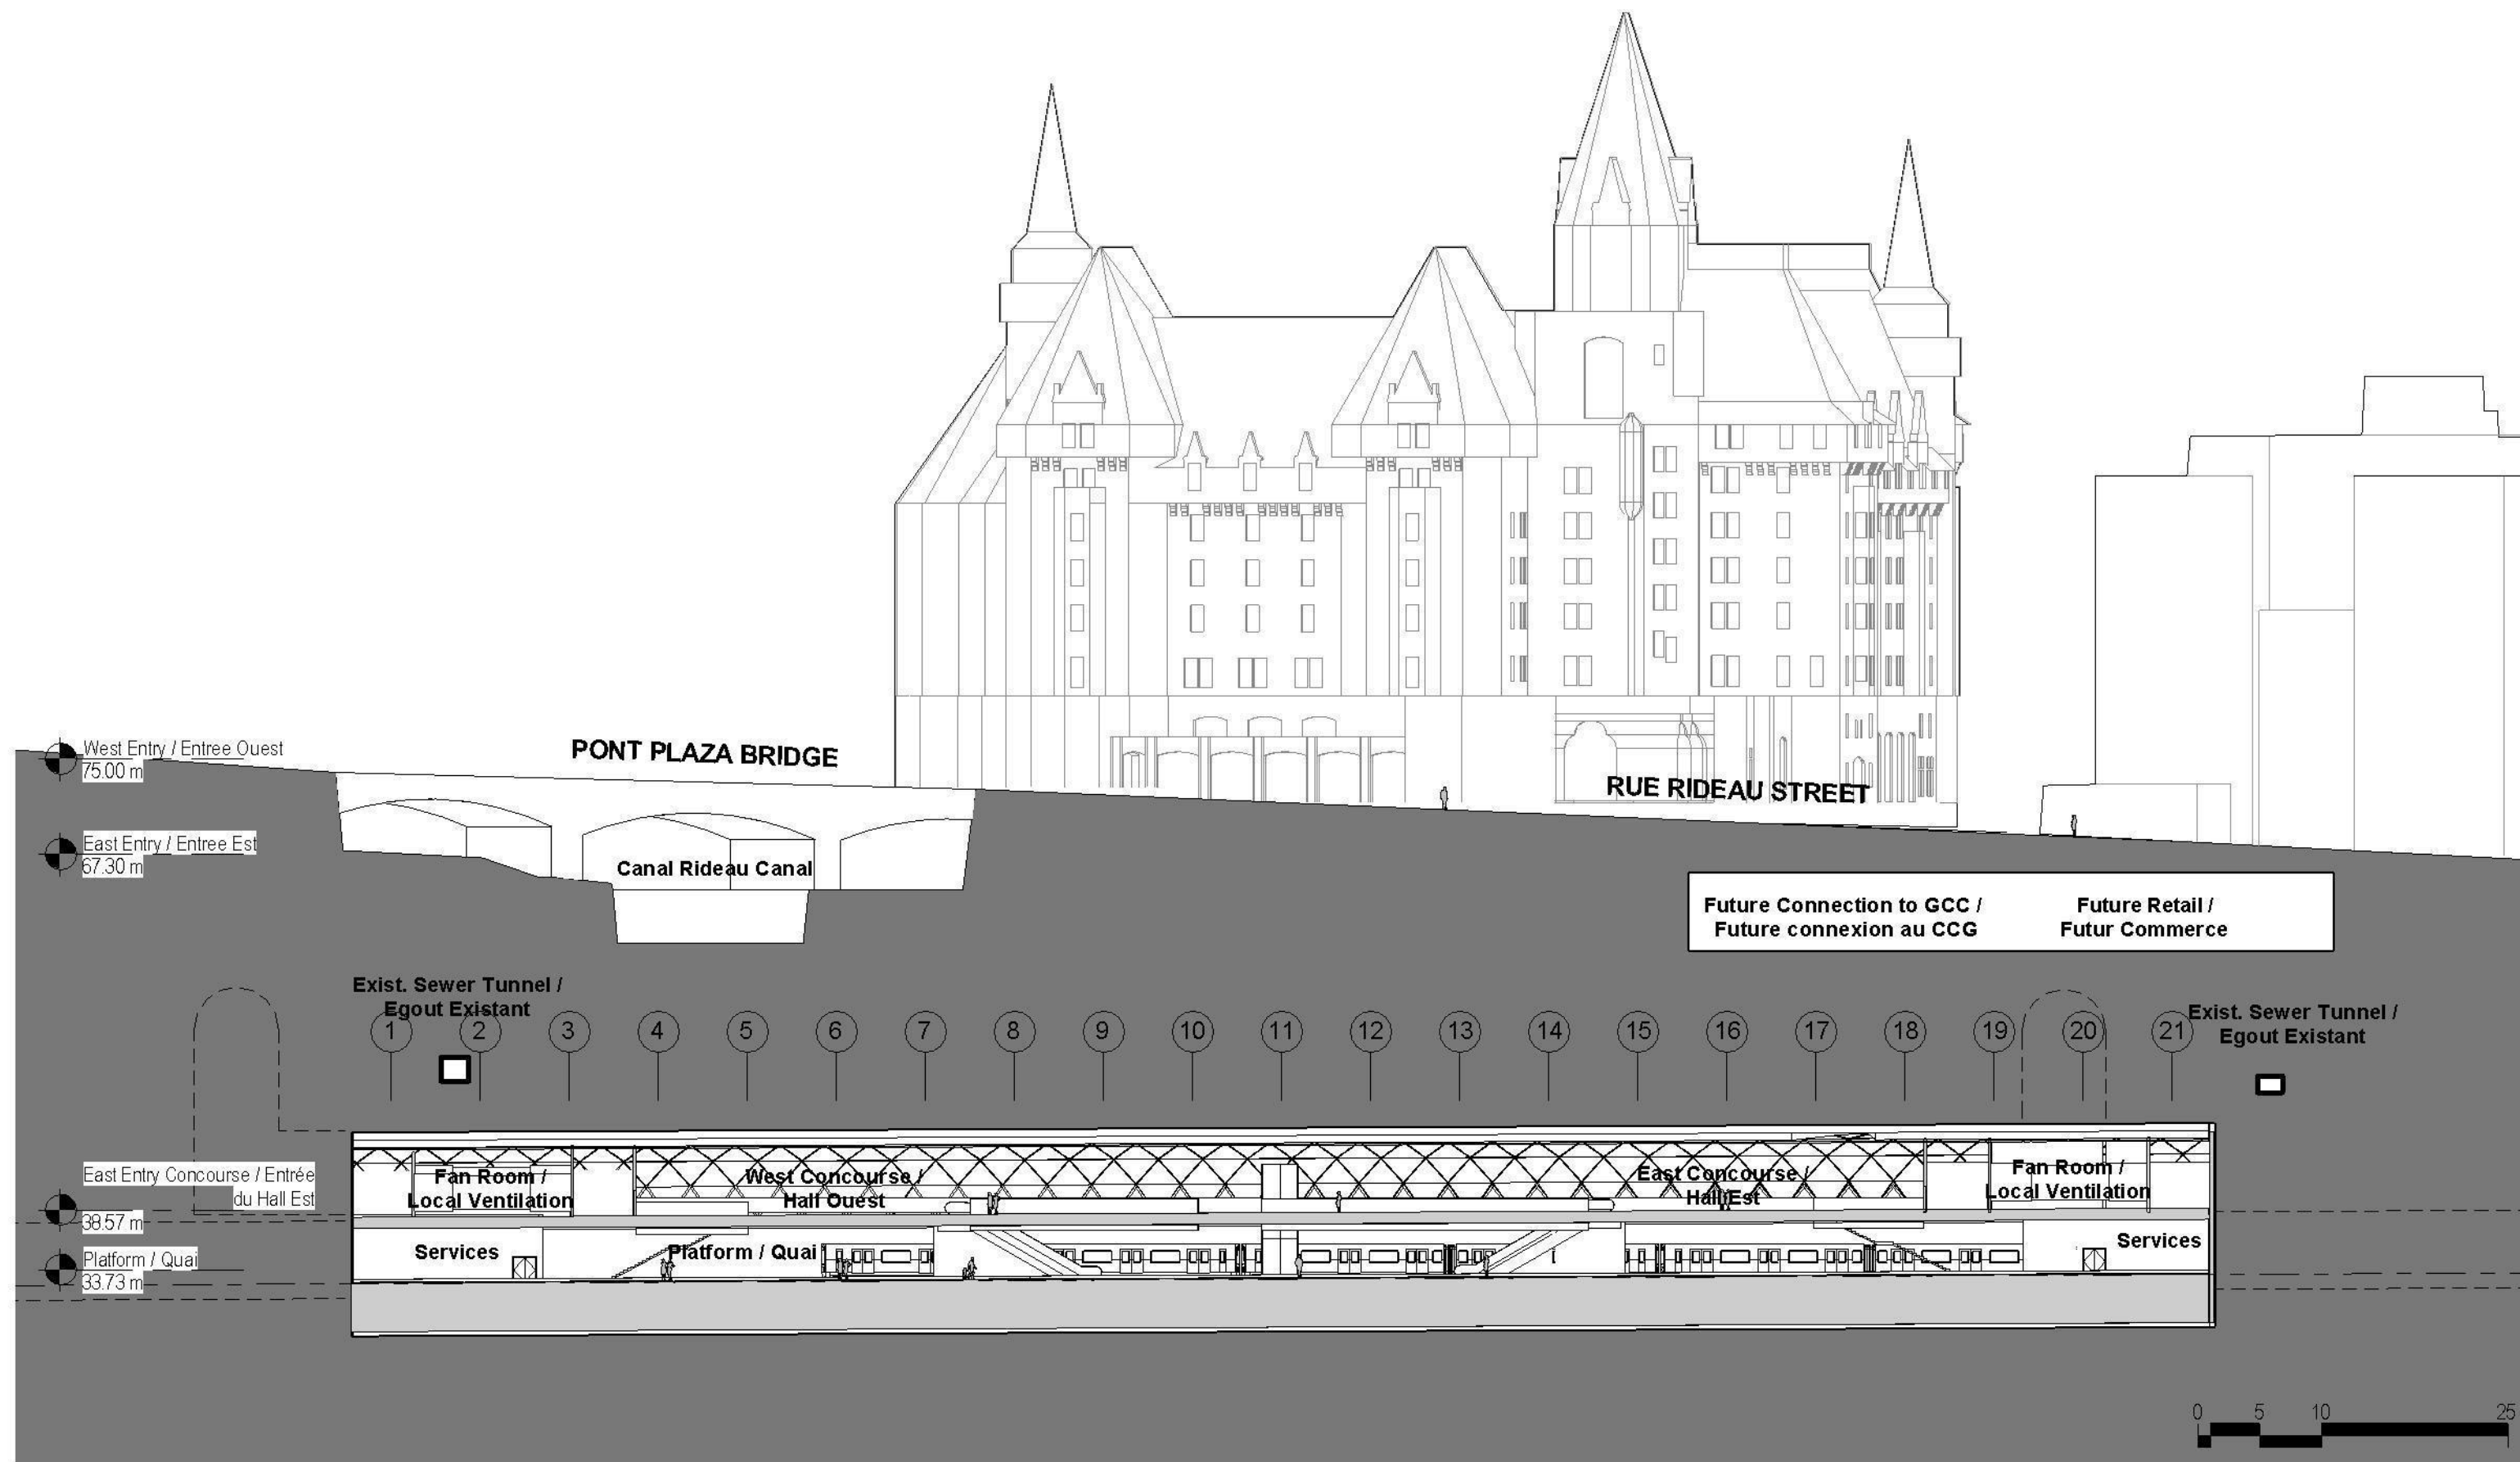 West Entry / Entree Ouest
75.00 m
PONT PLAZA BRIDGE
RUE RIDEAU STREET
East Entry / Entree Est
67.30 m
Canal Rideau Canal
Future Connection to GCC /
Future connexion au CCG
Future Retail /
Futur Commerce
Exist. Sewer Tunnel /
Egout Existant
Exist. Sewer Tunnel /
Egout Existant
1 2 3 4 5 6 7 8 9 10 11 12 13 14 15 16 17 18 19 20 21
East Entry Concourse / Entrée
du Hall Est
38.57 m
Fan Room /
Local Ventilation
West Concourse /
Hall Ouest
East Concourse /
Hall Est
Fan Room /
Local Ventilation
Platform / Quai
33.73 m
Services
Platform / Quai
Services
0 5 10 25